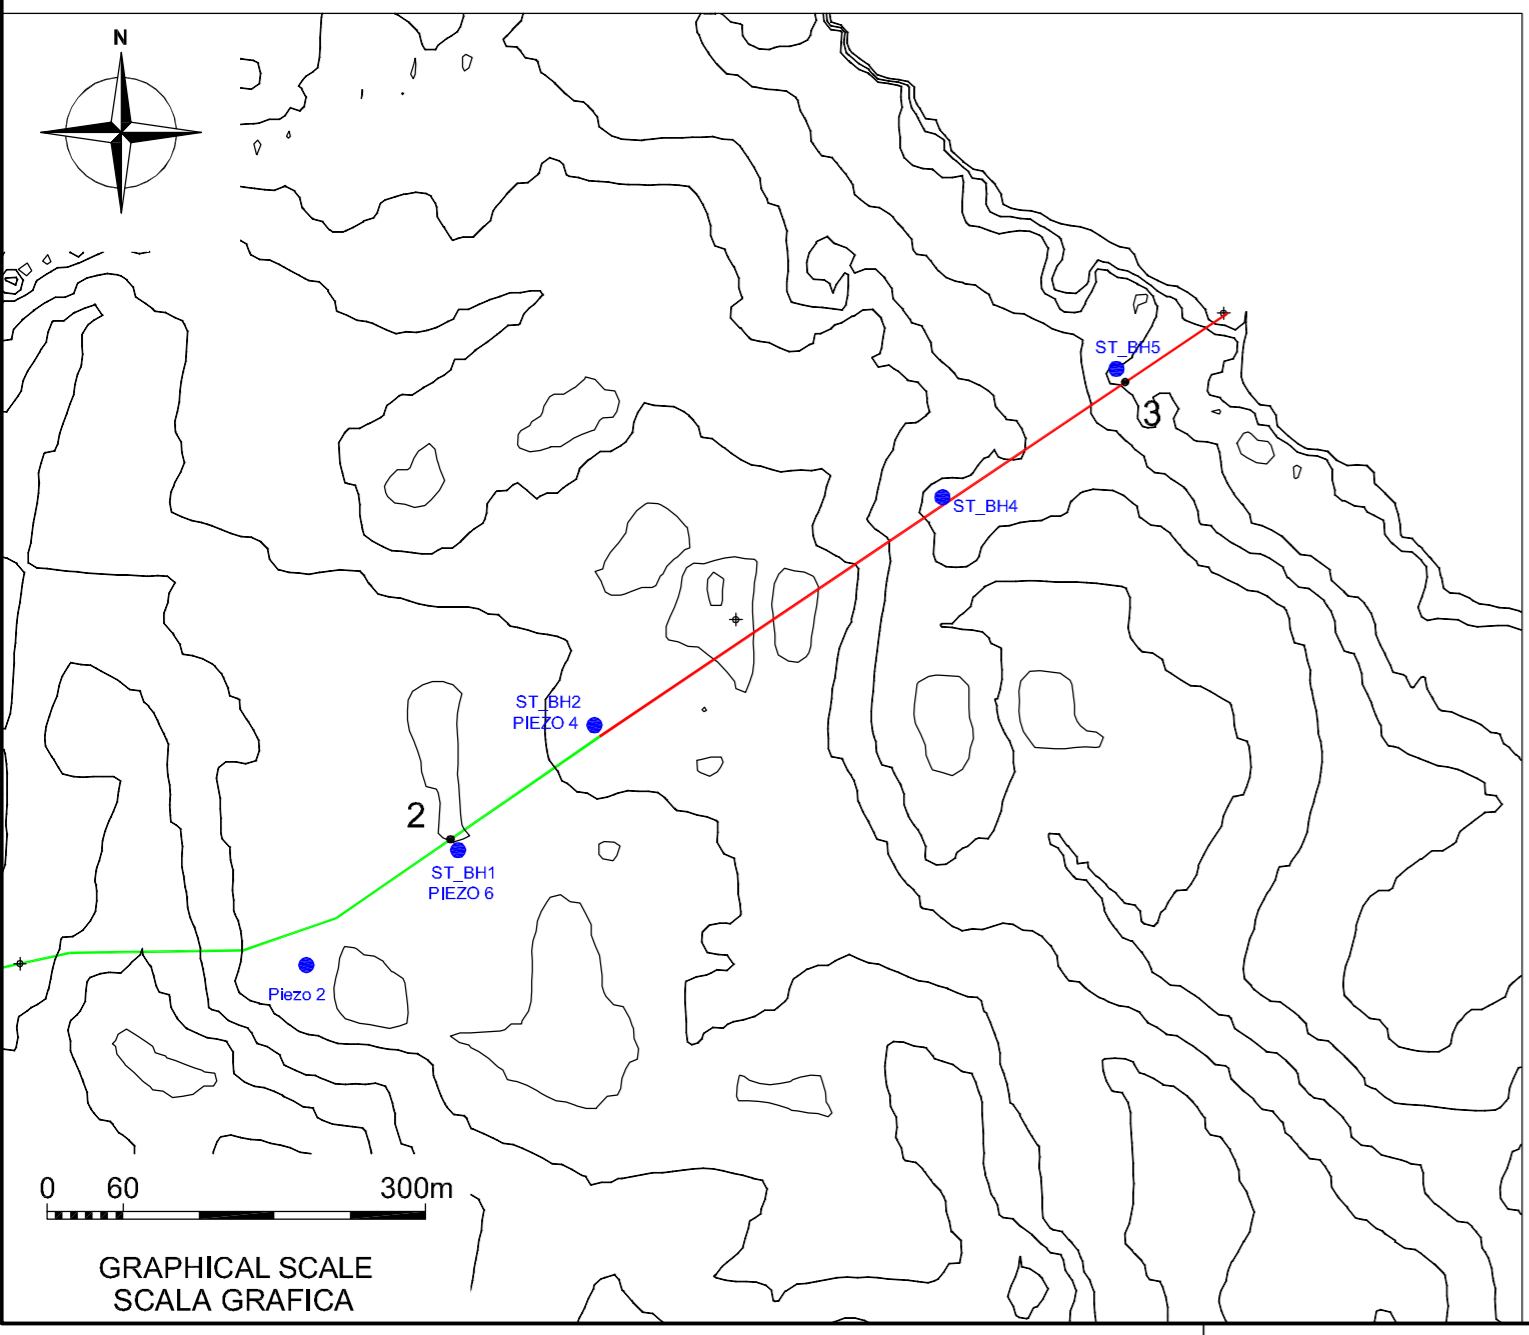 N
ST_BH5
3
ST_BH4
ST_BH2
PIEZO 4
2
ST_BH1
PIEZO 6
Piezo 2
0 60 300m
GRAPHICAL SCALE
SCALA GRAFICA